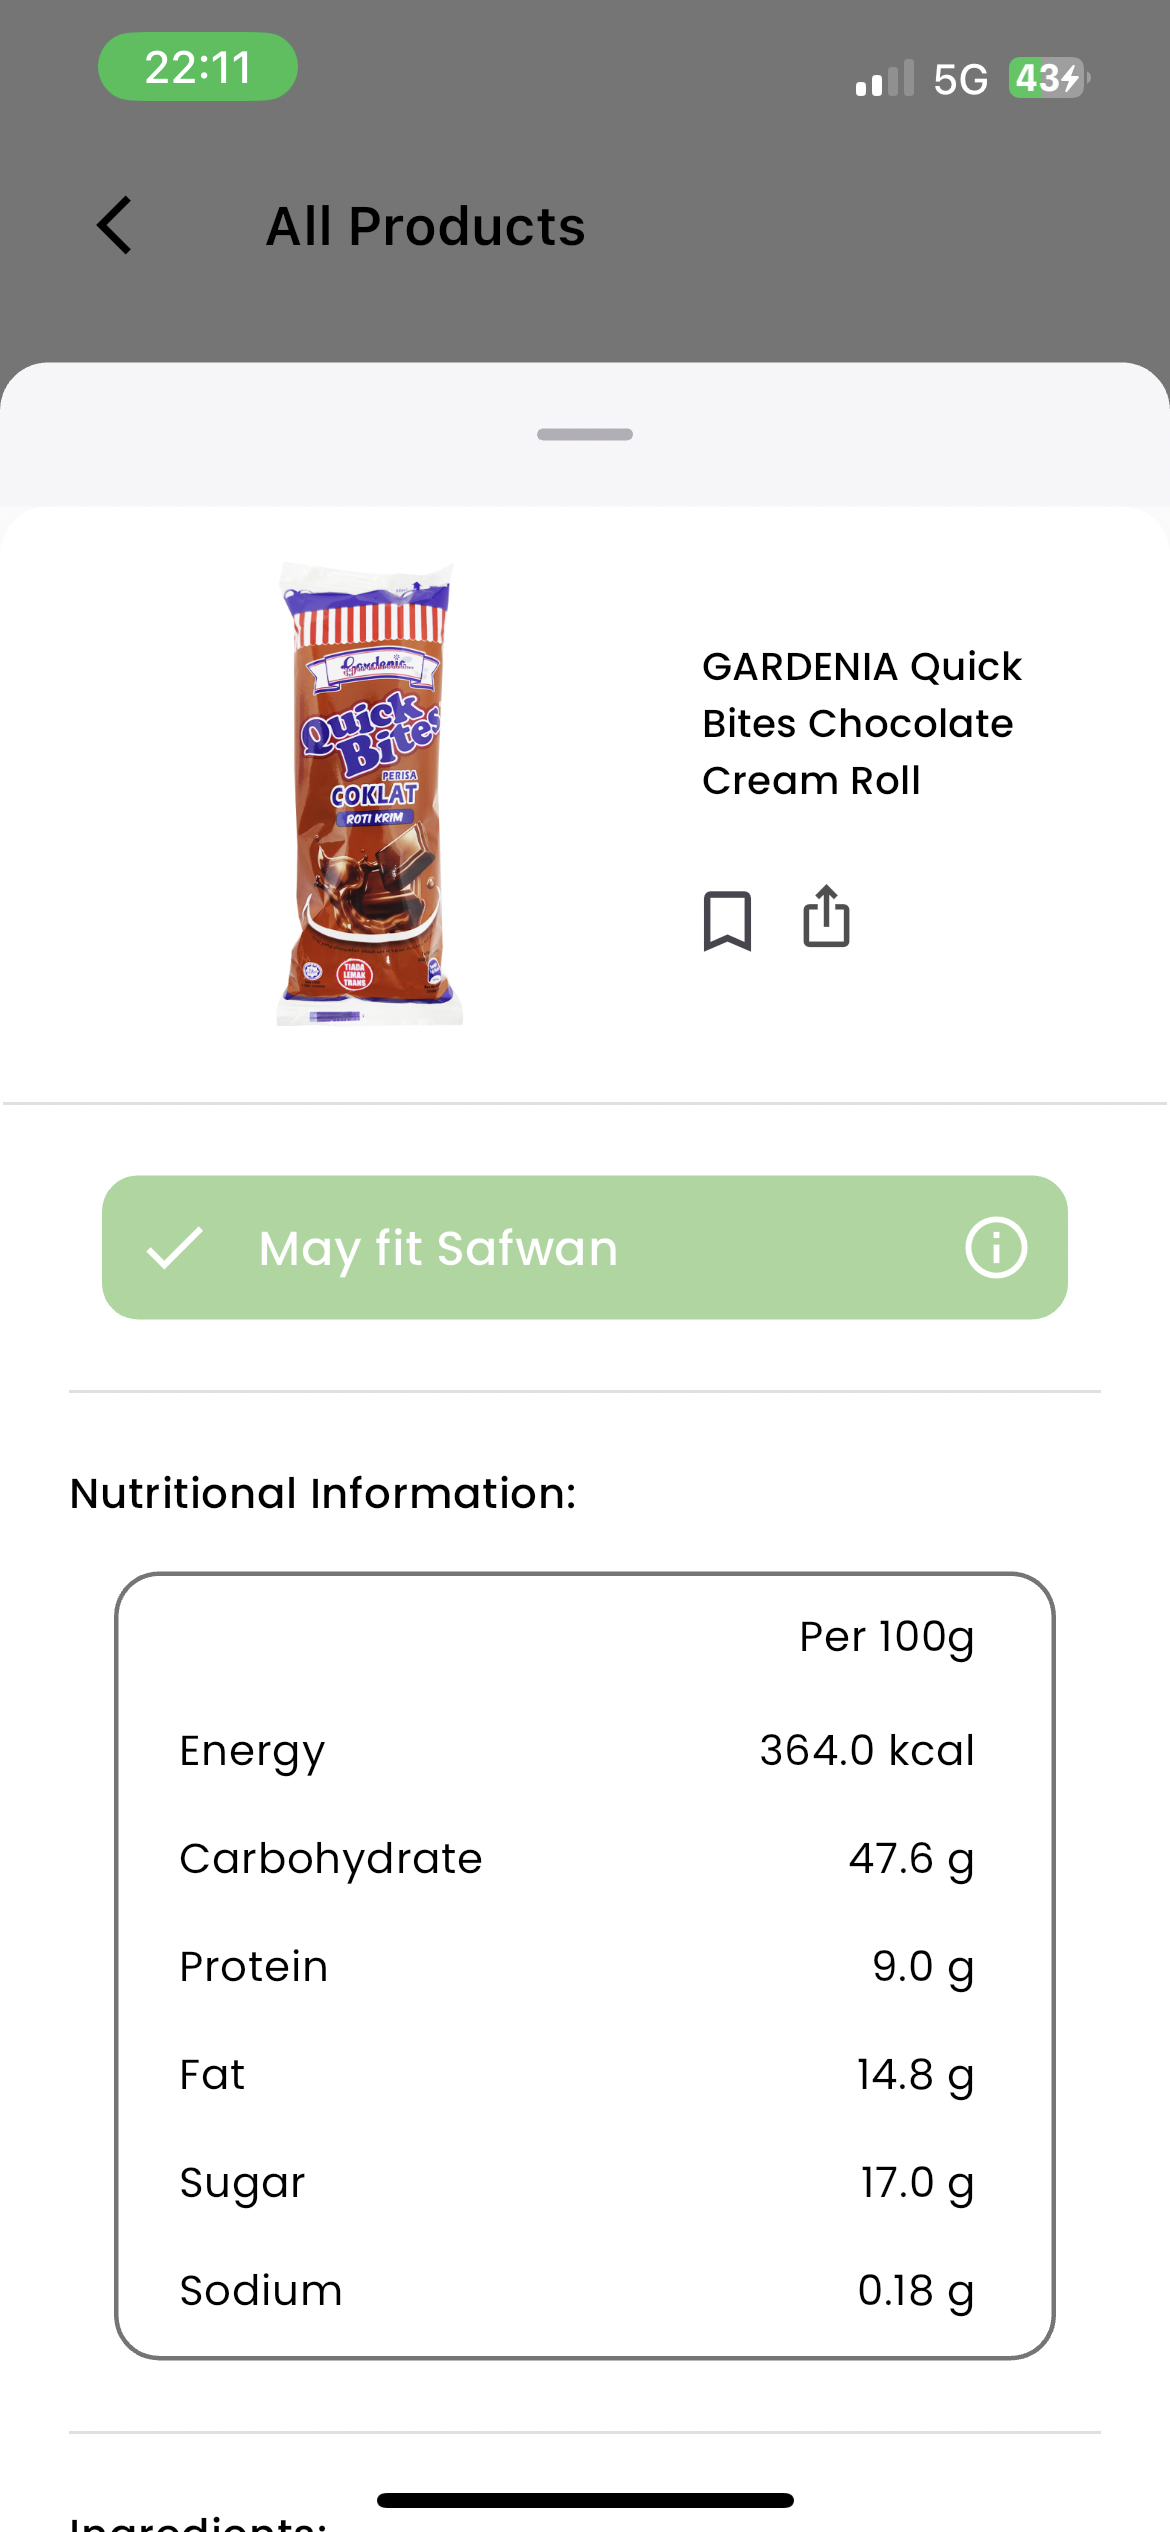 22:11
5G
43
All Products
Gardenia
Quick
Bites
PERISA
COKLAT
ROTI KRIM
TIADA
LEMAK
TRANS
GARDENIA Quick
Bites Chocolate
Cream Roll
May fit Safwan
Nutritional Information:
Per 100g
Energy 364.0 kcal
Carbohydrate 47.6 g
Protein 9.0 g
Fat 14.8 g
Sugar 17.0 g
Sodium 0.18 g
Ingredients: